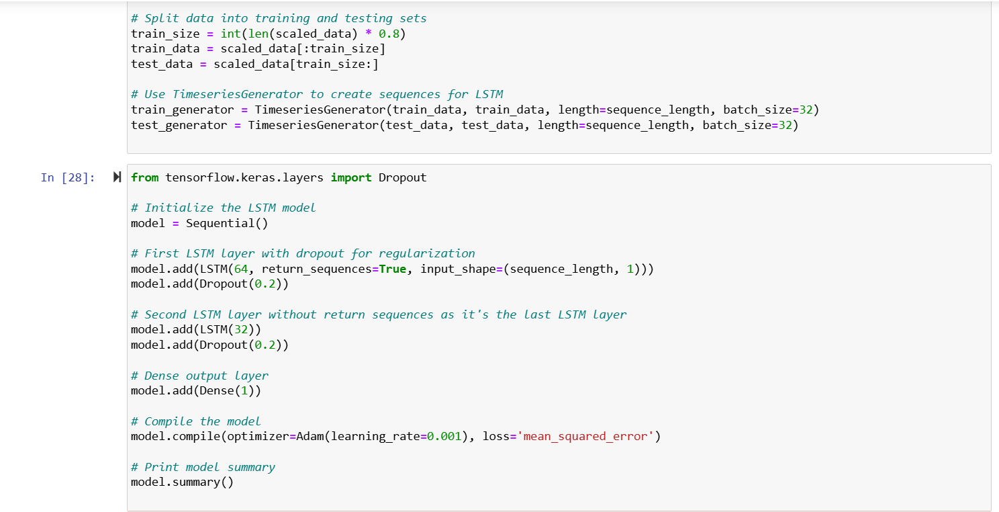 # Split data into training and testing sets
train_size = int(len(scaled_data) * 0.8)
train_data = scaled_data[:train_size]
test_data = scaled_data[train_size:]
# Use TimeseriesGenerator to create sequences for LSTM
train_generator = TimeseriesGenerator(train_data, train_data, length=sequence_length, batch_size=32)
test_generator = TimeseriesGenerator(test_data, test_data, length=sequence_length, batch_size=32)
In [28]:
from tensorflow.keras.layers import Dropout
# Initialize the LSTM model
model = Sequential()
# First LSTM layer with dropout for regularization
model.add(LSTM(64, return_sequences=True, input_shape=(sequence_length, 1)))
model.add(Dropout(0.2))
# Second LSTM layer without return sequences as it's the last LSTM layer
model.add(LSTM(32))
model.add(Dropout(0.2))
# Dense output layer
model.add(Dense(1))
# Compile the model
model.compile(optimizer=Adam(learning_rate=0.001), loss='mean_squared_error')
# Print model summary
model.summary()